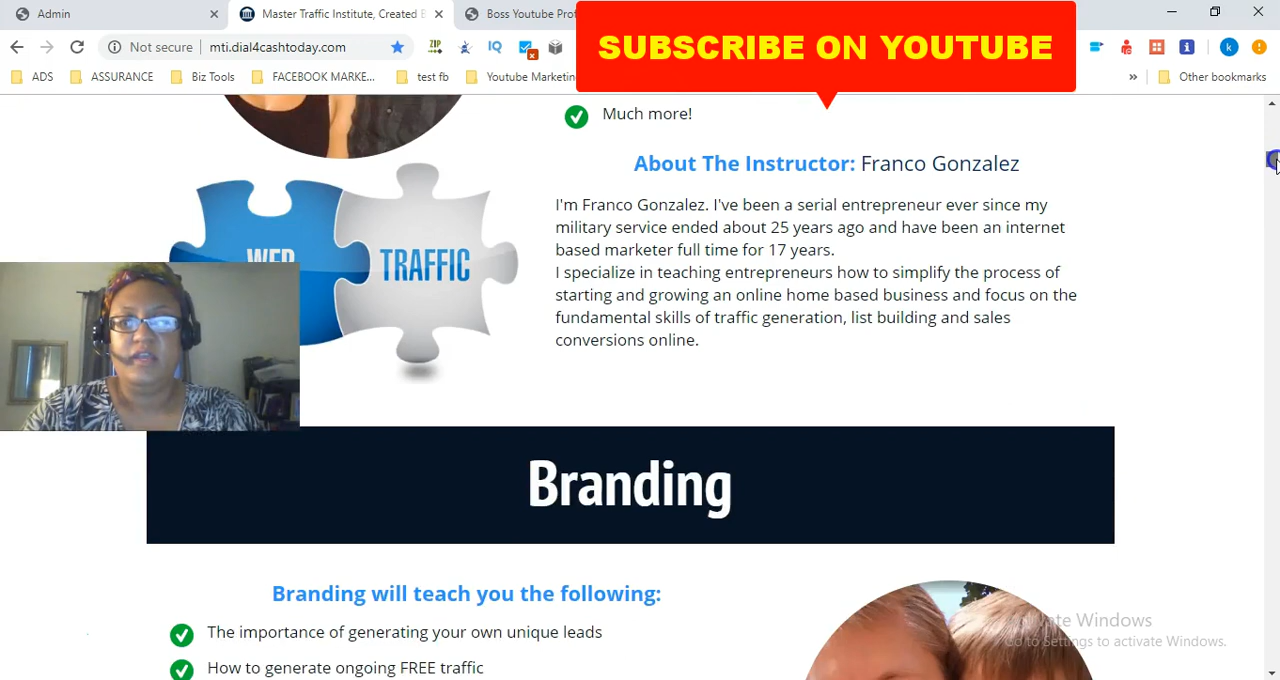 Admin
Master Traffic Institute, Created B
Boss Youtube Prof
SUBSCRIBE ON YOUTUBE
Not secure
mti.dial4cashtoday.com
ZIP
IQ
k
ADS
ASSURANCE
Biz Tools
FACEBOOK MARKE...
test fb
Youtube Marketin
»
Other bookmarks
Much more!
About The Instructor: Franco Gonzalez
I'm Franco Gonzalez. I've been a serial entrepreneur ever since my
military service ended about 25 years ago and have been an internet
based marketer full time for 17 years.
I specialize in teaching entrepreneurs how to simplify the process of
starting and growing an online home based business and focus on the
fundamental skills of traffic generation, list building and sales
conversions online.
WEB
TRAFFIC
Branding
Branding will teach you the following:
The importance of generating your own unique leads
How to generate ongoing FREE traffic
Activate Windows
Go to Settings to activate Windows.